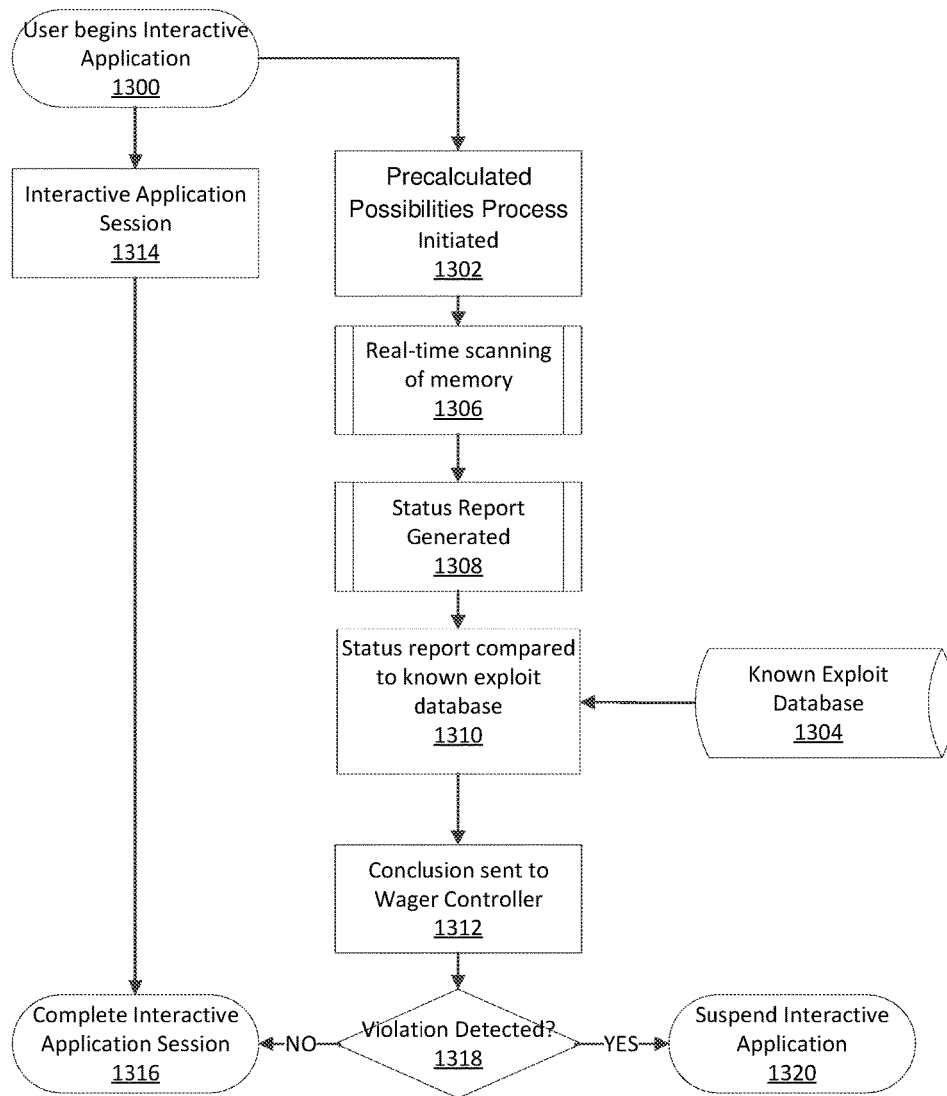 User begins Interactive
Application
1300
Interactive Application
Session
1314
Precalculated
Possibilities Process
Initiated
1302
Real-time scanning
of memory
1306
Status Report
Generated
1308
Status report compared
to known exploit
database
1310
Known Exploit
Database
1304
Conclusion sent to
Wager Controller
1312
Complete Interactive
Application Session
1316
NO
Violation Detected?
1318
YES
Suspend Interactive
Application
1320